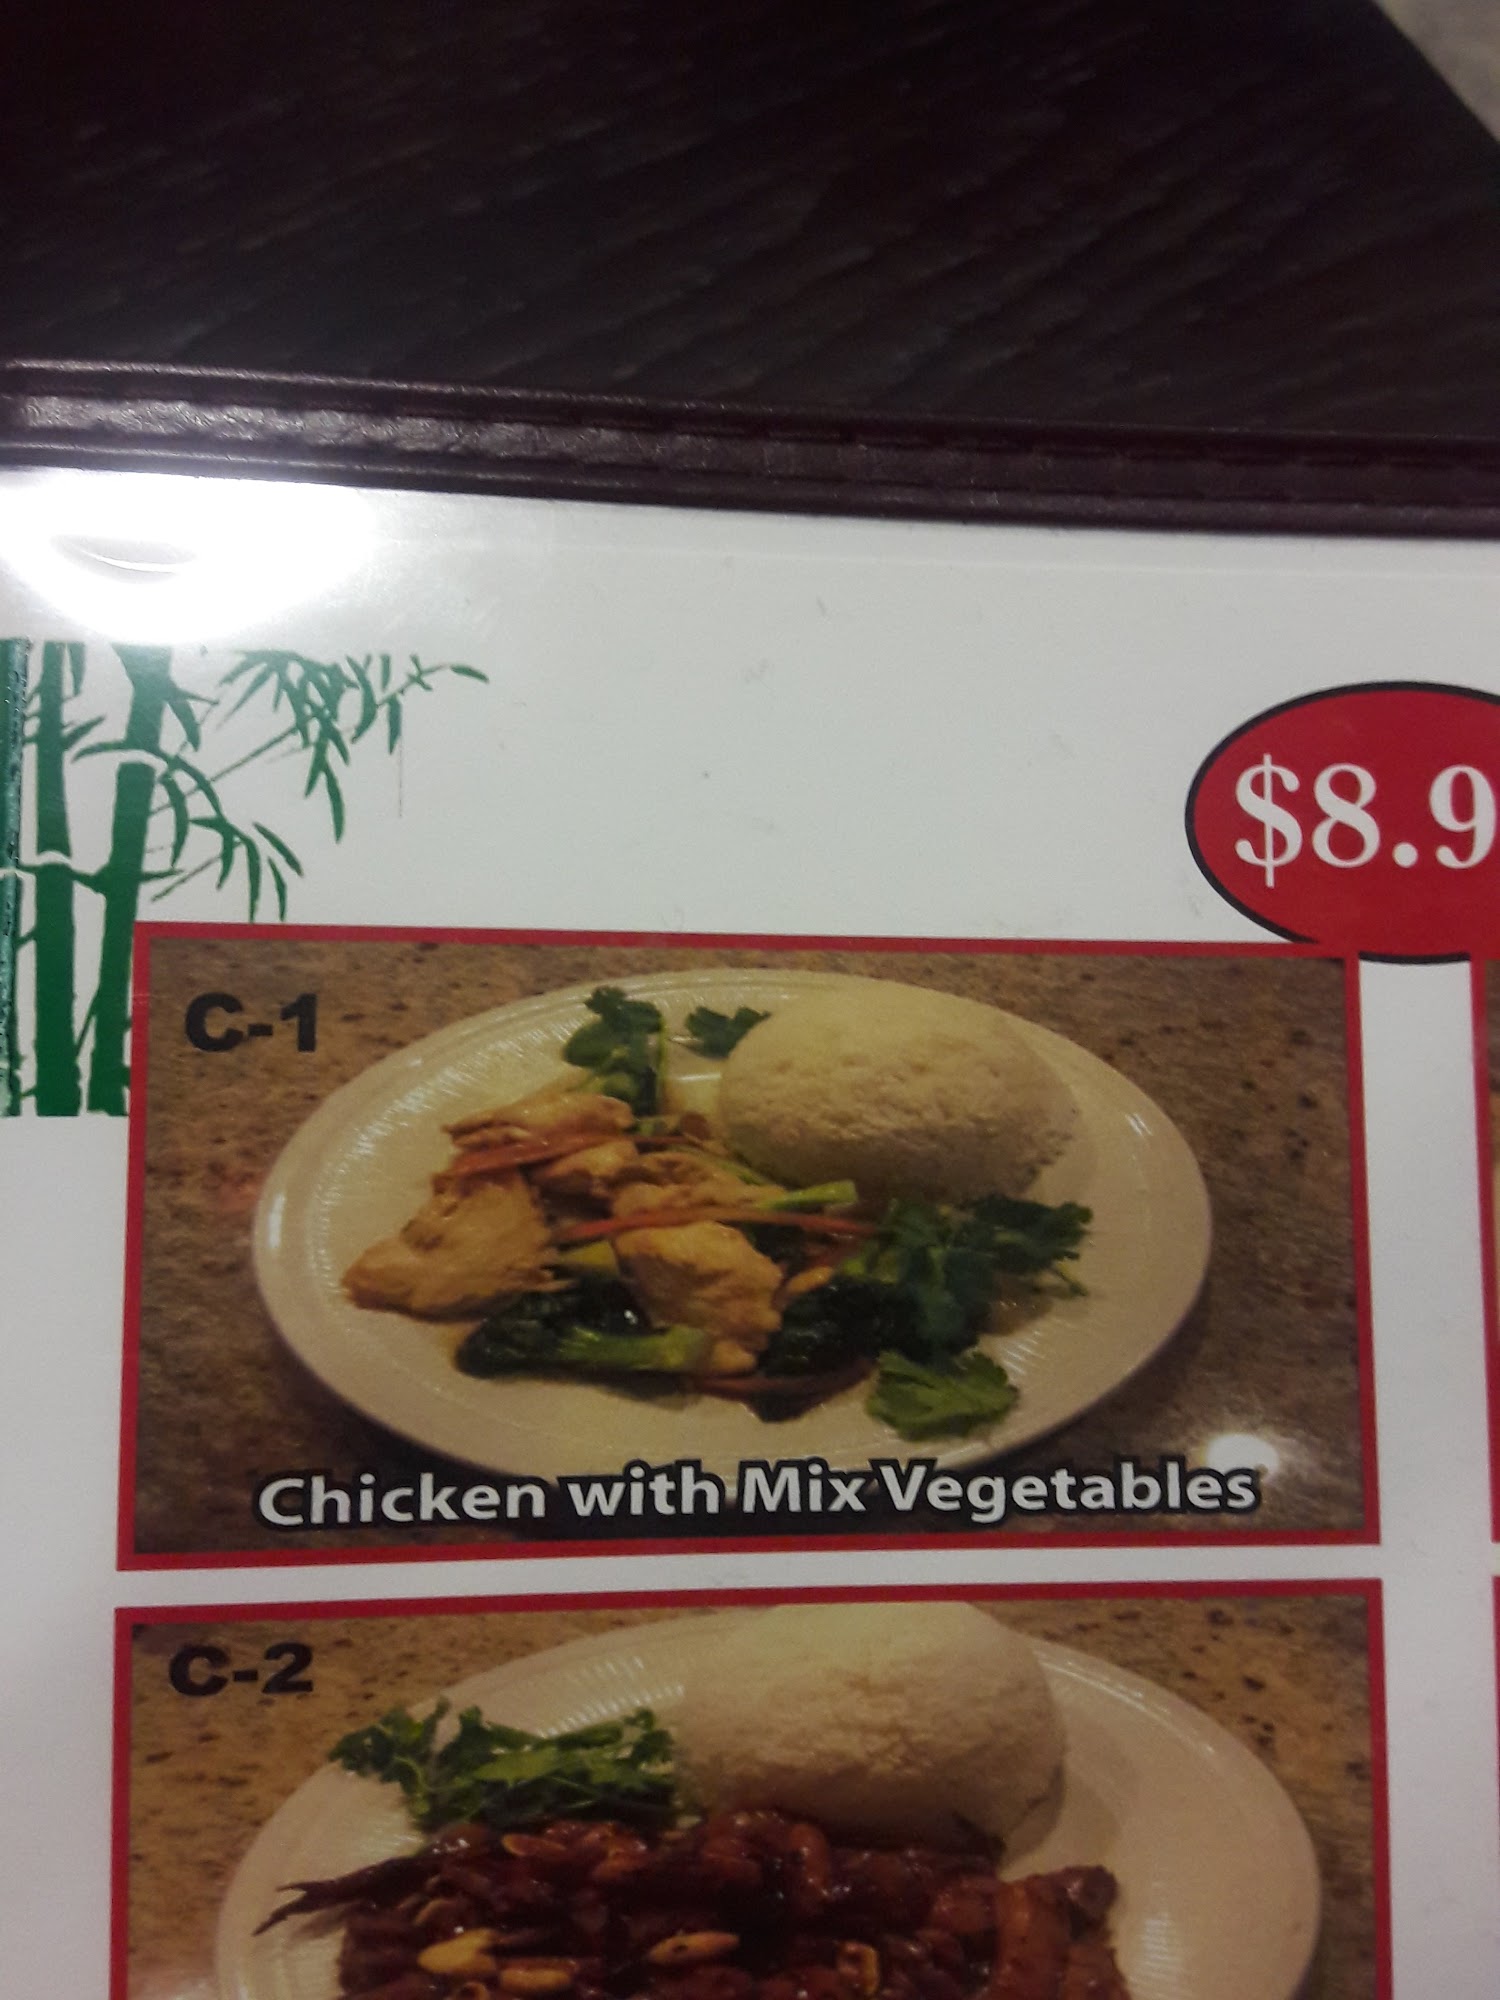 $8.9
C-1
Chicken with Mix Vegetables
C-2